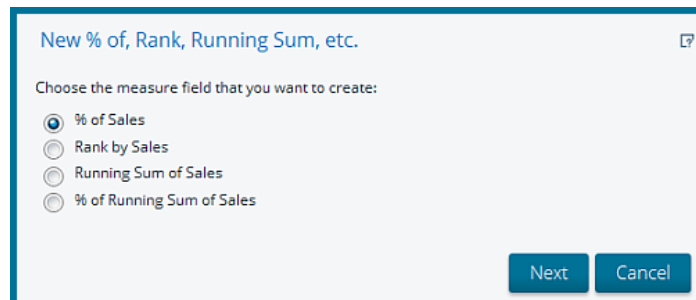 New % of, Rank, Running Sum, etc.
Choose the measure field that you want to create:
% of Sales
Rank by Sales
Running Sum of Sales
% of Running Sum of Sales
Next Cancel